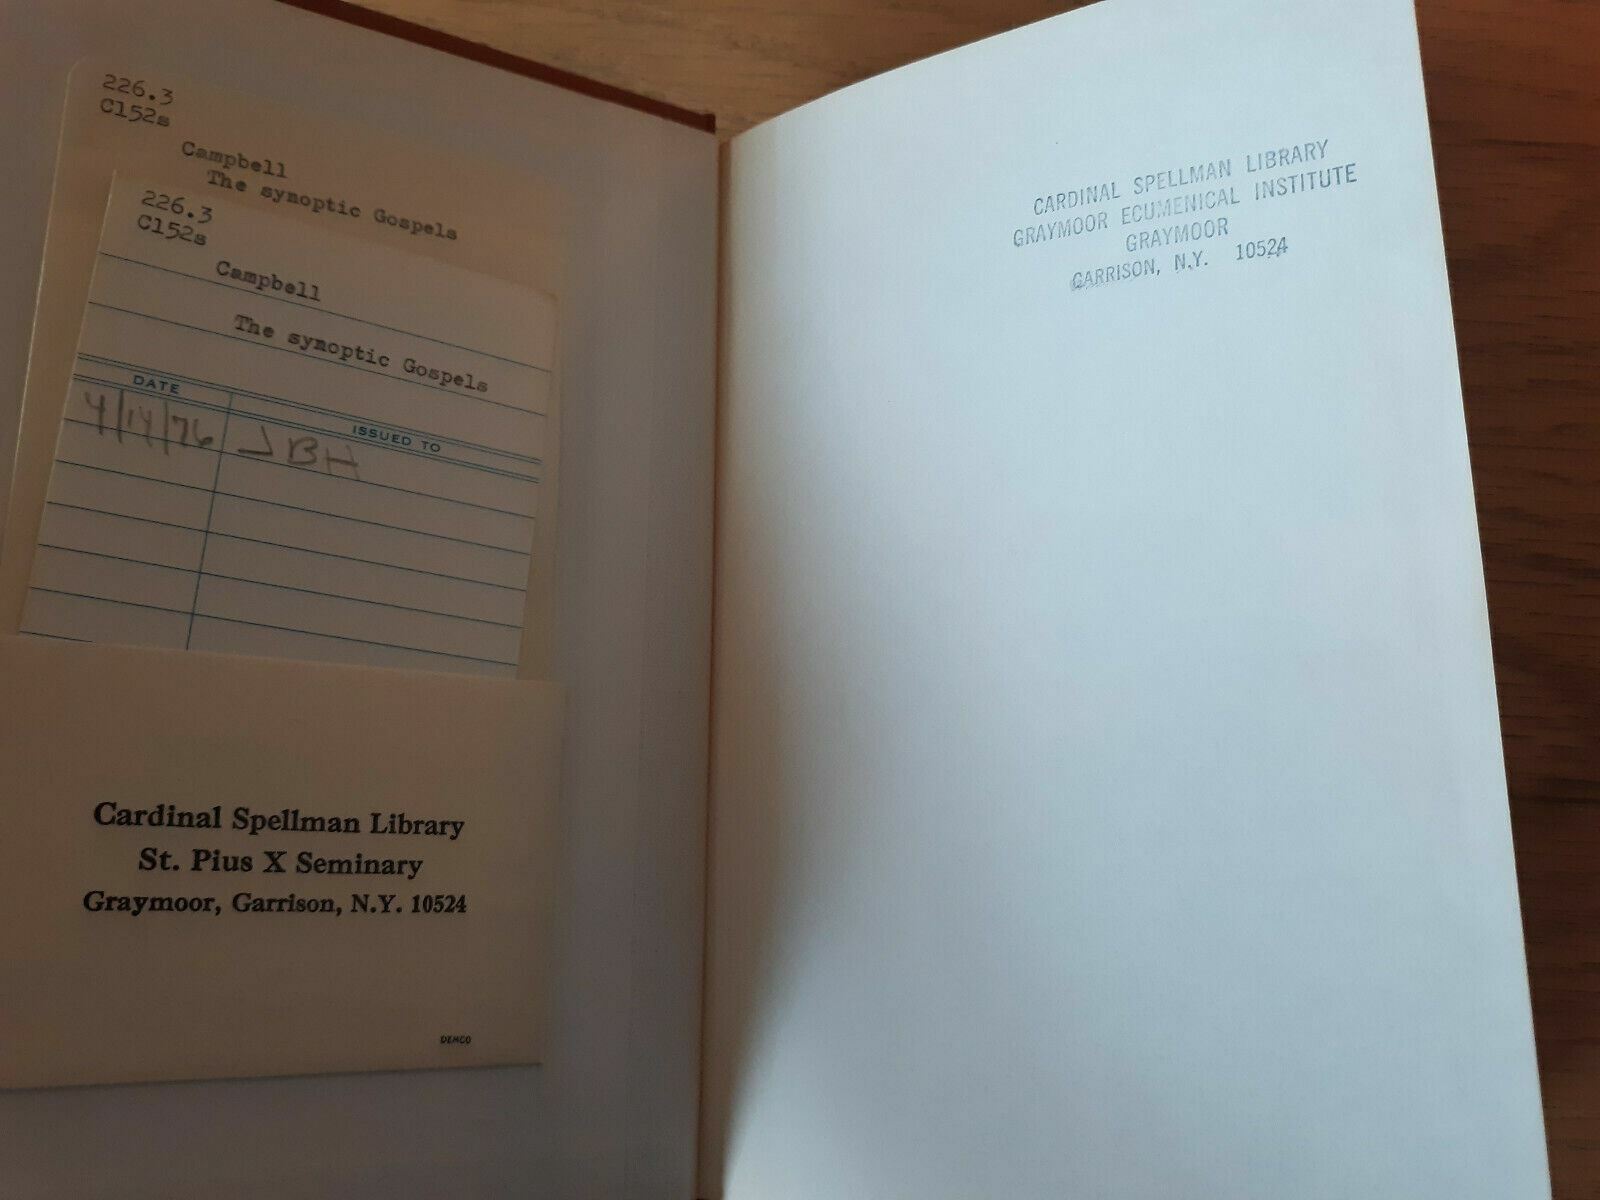 226.3
C152s
Campbell
The synoptic Gospels
226.3
C152s
Campbell
The synoptic Gospels
DATE
ISSUED TO
4/14/76 JBH
Cardinal Spellman Library
St. Pius X Seminary
Graymoor, Garrison, N.Y. 10524
DEMCO
CARDINAL SPELLMAN LIBRARY
GRAYMOOR ECUMENICAL INSTITUTE
GRAYMOOR
GARRISON, N.Y. 10524